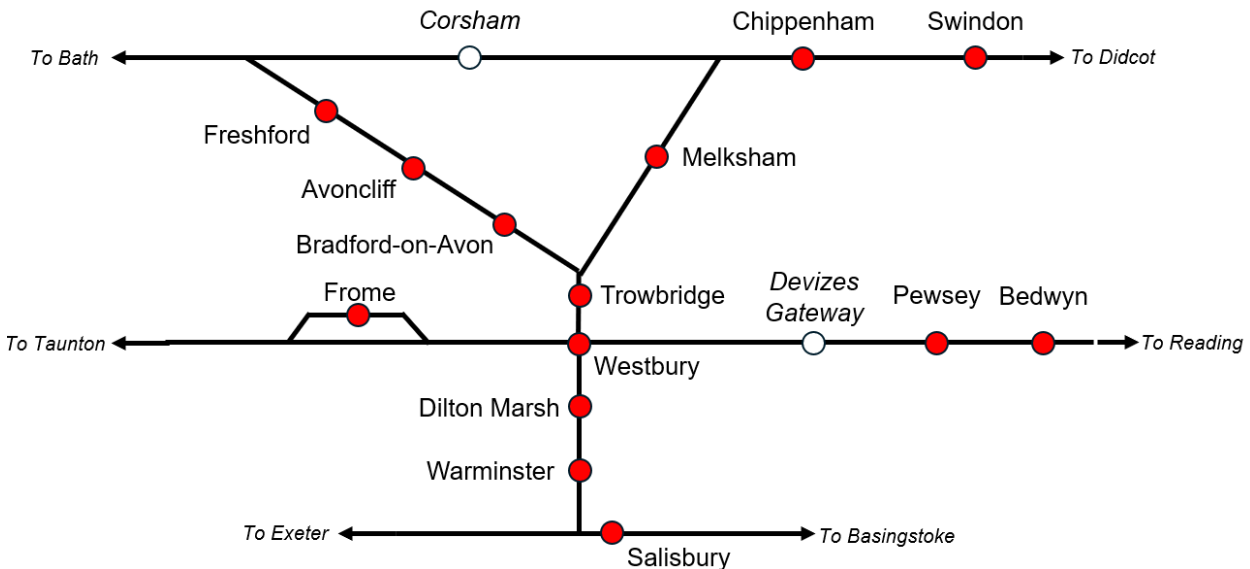 Corsham
Chippenham
Swindon
To Bath
To Didcot
Freshford
Melksham
Avoncliff
Bradford-on-Avon
Frome
Trowbridge
Devizes
Gateway
Pewsey
Bedwyn
To Taunton
To Reading
Westbury
Dilton Marsh
Warminster
To Exeter
To Basingstoke
Salisbury